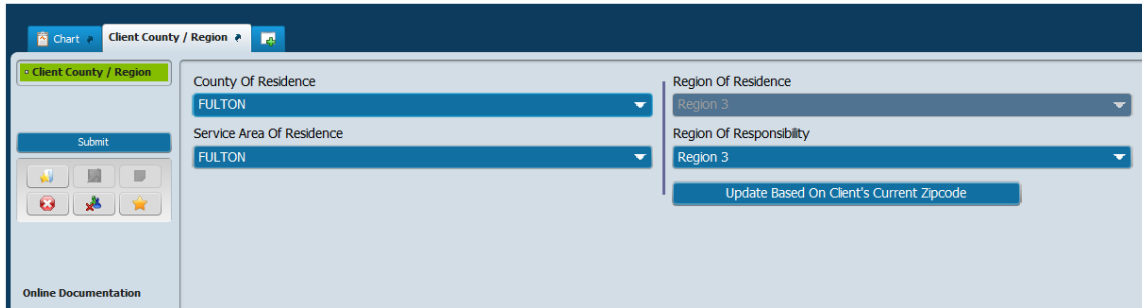 Chart
Client County / Region
Client County / Region
Submit
Online Documentation
County Of Residence
FULTON
Service Area Of Residence
FULTON
Region Of Residence
Region 3
Region Of Responsibility
Region 3
Update Based On Client's Current Zipcode